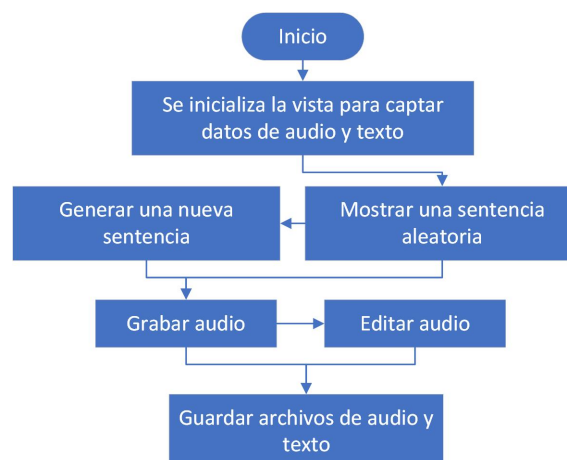 Inicio
Se inicializa la vista para captar
datos de audio y texto
Generar una nueva
sentencia
Mostrar una sentencia
aleatoria
Grabar audio
Editar audio
Guardar archivos de audio y
texto